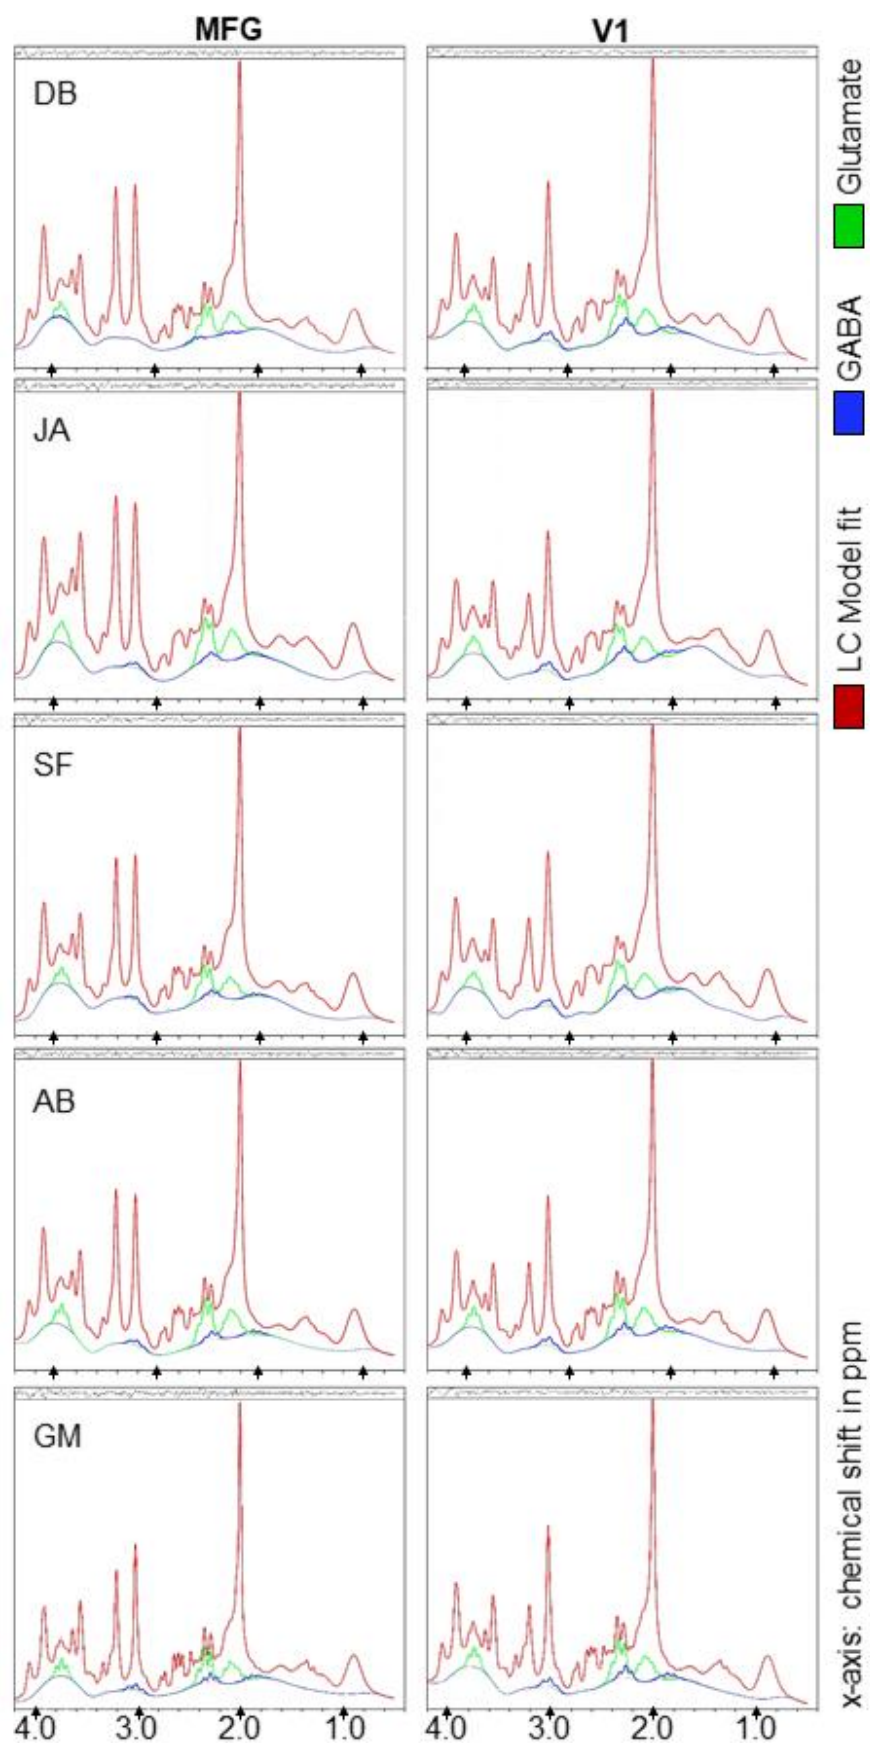 MFG
V1
DB
JA
SF
AB
GM
4.0 3.0 2.0 1.0
4.0 3.0 2.0 1.0
x-axis: chemical shift in ppm
LC Model fit
GABA
Glutamate